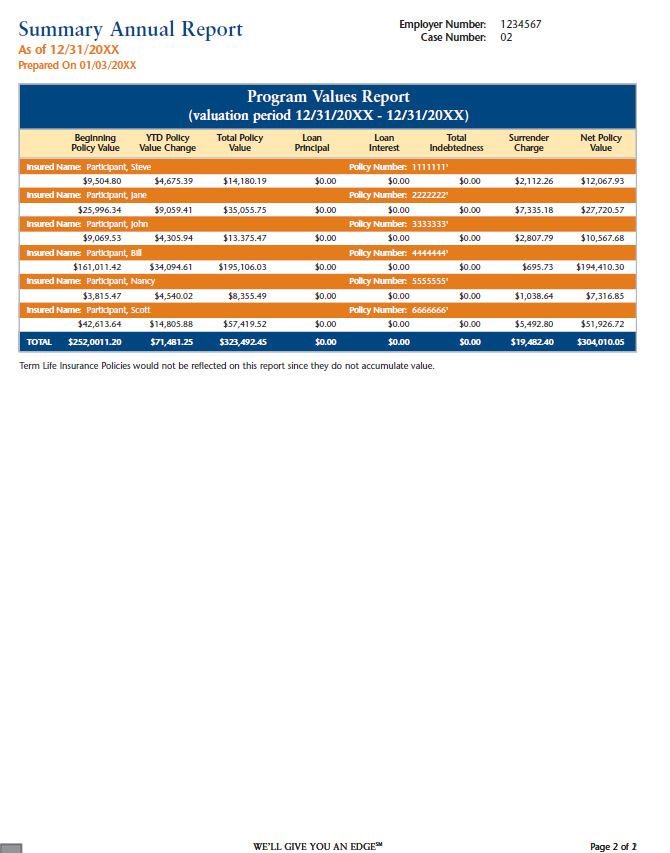 Summary Annual Report
As of 12/31/20XX
Prepared On 01/03/20XX
Employer Number: 1234567
Case Number: 02
Program Values Report
(valuation period 12/31/20XX - 12/31/20XX)
Beginning Policy Value YTD Policy Value Change Total Policy Value Loan Principal Loan Interest Total Indebtedness Surrender Charge Net Policy Value
Insured Name: Participant, Steve Policy Number: 1111111¹
$9,504.80 $4,675.39 $14,180.19 $0.00 $0.00 $0.00 $2,112.26 $12,067.93
Insured Name: Participant, Jane Policy Number: 2222222¹
$25,996.34 $9,059.41 $35,055.75 $0.00 $0.00 $0.00 $7,335.18 $27,720.57
Insured Name: Participant, John Policy Number: 3333333¹
$9,069.53 $4,305.94 $13.375.47 $0.00 $0.00 $0.00 $2,807.79 $10,567.68
Insured Name: Participant, Bill Policy Number: 4444444¹
$161,011.42 $34,094.61 $195,106.03 $0.00 $0.00 $0.00 $695.73 $194,410.30
Insured Name: Participant, Nancy Policy Number: 5555555¹
$3,815.47 $4,540.02 $8,355.49 $0.00 $0.00 $0.00 $1,038.64 $7,316.85
Insured Name: Participant, Scott Policy Number: 6666666¹
$42,613.64 $14,805.88 $57,419.52 $0.00 $0.00 $0.00 $5,492.80 $51,926.72
TOTAL $252,0011.20 $71,481.25 $323,492.45 $0.00 $0.00 $0.00 $19,482.40 $304,010.05
Term Life Insurance Policies would not be reflected on this report since they do not accumulate value.
WE'LL GIVE YOU AN EDGE℠
Page 2 of 2